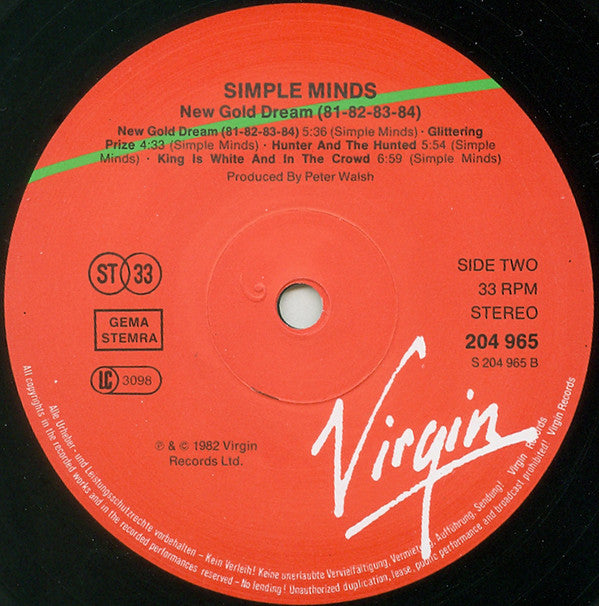 SIMPLE MINDS
New Gold Dream (81-82-83-84)
New Gold Dream (81-82-83-84) 5:36 (Simple Minds) · Glittering
Prize 4:33 (Simple Minds) · Hunter And The Hunted 5:54 (Simple
Minds) · King Is White And In The Crowd 6:59 (Simple Minds)
Produced By Peter Walsh
ST 33
GEMA
STEMRA
LC 3098
SIDE TWO
33 RPM
STEREO
204 965
S 204 965 B
℗ & © 1982 Virgin
Records Ltd.
Virgin
Alle Urheber- und Leistungsschutzrechte vorbehalten – Kein Verleih! Keine unerlaubte Vervielfältigung, Vermietung, Aufführung, Sendung! Virgin Records
All copyrights in the recorded works and in the recorded performances reserved – No lending! Unauthorized duplication, lease, public performance and broadcast prohibited! Virgin Records